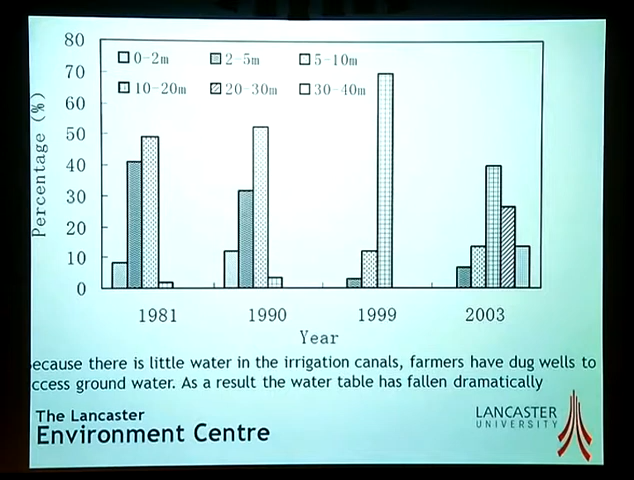 80
70
60
50
40
30
20
10
0
Percentage (%)
0-2m 2-5m 5-10m
10-20m 20-30m 30-40m
1981 1990 1999 2003
Year
ecause there is little water in the irrigation canals, farmers have dug wells to
ccess ground water. As a result the water table has fallen dramatically
The Lancaster
Environment Centre
LANCASTER
UNIVERSITY